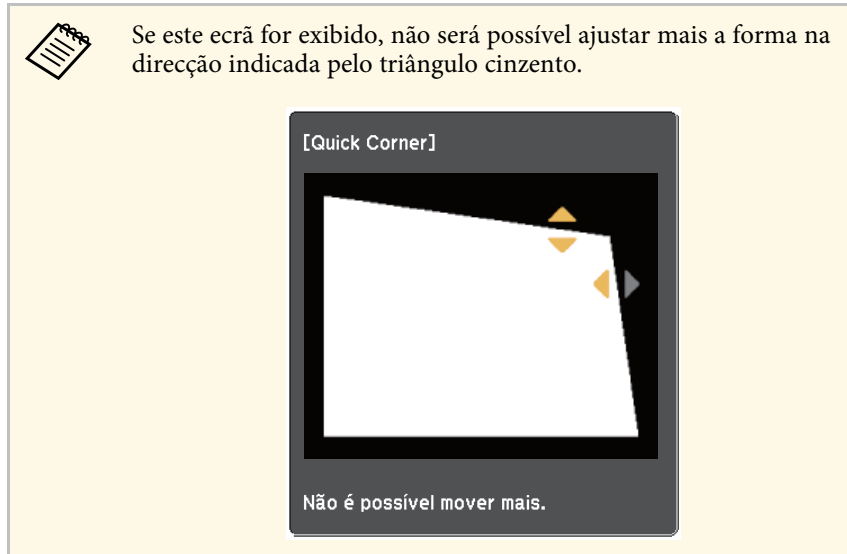 Se este ecrã for exibido, não será possível ajustar mais a forma na
direcção indicada pelo triângulo cinzento.
[Quick Corner]
Não é possível mover mais.